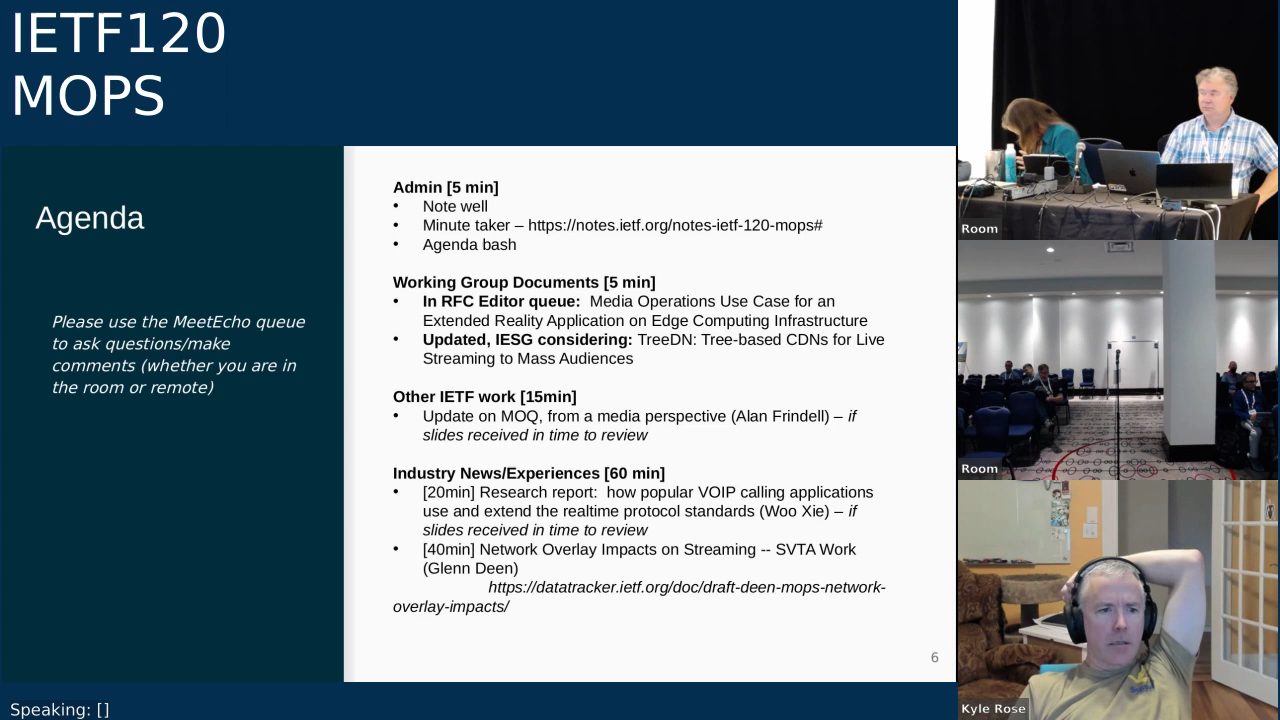 IETF120
MOPS
Agenda
Please use the MeetEcho queue
to ask questions/make
comments (whether you are in
the room or remote)
Admin [5 min]
• Note well
• Minute taker – https://notes.ietf.org/notes-ietf-120-mops#
• Agenda bash
Working Group Documents [5 min]
• In RFC Editor queue: Media Operations Use Case for an
Extended Reality Application on Edge Computing Infrastructure
• Updated, IESG considering: TreeDN: Tree-based CDNs for Live
Streaming to Mass Audiences
Other IETF work [15min]
• Update on MOQ, from a media perspective (Alan Frindell) – if
slides received in time to review
Industry News/Experiences [60 min]
• [20min] Research report: how popular VOIP calling applications
use and extend the realtime protocol standards (Woo Xie) – if
slides received in time to review
• [40min] Network Overlay Impacts on Streaming -- SVTA Work
(Glenn Deen)
https://datatracker.ietf.org/doc/draft-deen-mops-network-
overlay-impacts/
6
Speaking: []
Room
Room
Kyle Rose